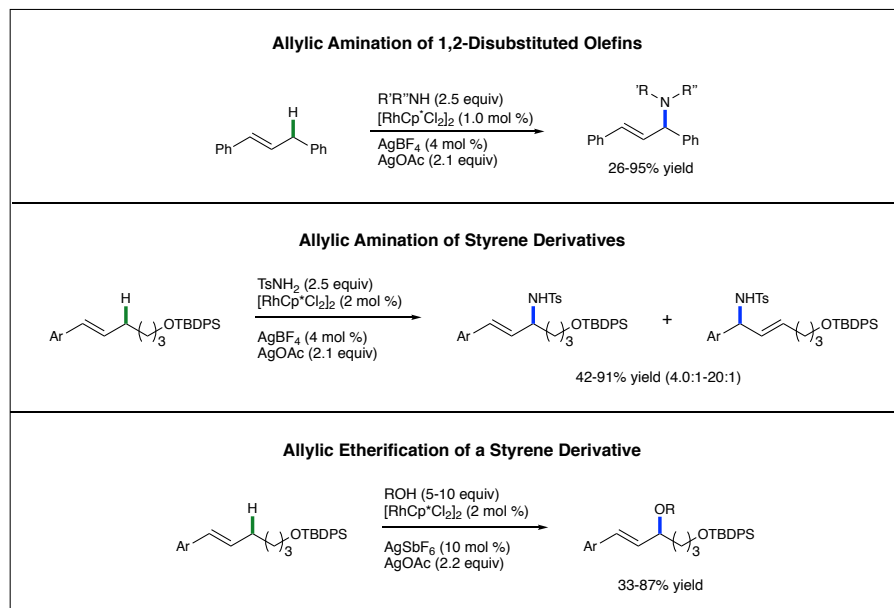 Allylic Amination of 1,2-Disubstituted Olefins
R'R"NH (2.5 equiv)
[RhCp*Cl2]2 (1.0 mol %)
AgBF4 (4 mol %)
AgOAc (2.1 equiv)
H
Ph
Ph
'R
N
R"
Ph
Ph
26-95% yield
Allylic Amination of Styrene Derivatives
TsNH2 (2.5 equiv)
[RhCp*Cl2]2 (2 mol %)
AgBF4 (4 mol %)
AgOAc (2.1 equiv)
H
Ar
( )3
OTBDPS
NHTs
Ar
( )3
OTBDPS
+
NHTs
Ar
( )3
OTBDPS
42-91% yield (4.0:1-20:1)
Allylic Etherification of a Styrene Derivative
ROH (5-10 equiv)
[RhCp*Cl2]2 (2 mol %)
AgSbF6 (10 mol %)
AgOAc (2.2 equiv)
H
Ar
( )3
OTBDPS
OR
Ar
( )3
OTBDPS
33-87% yield